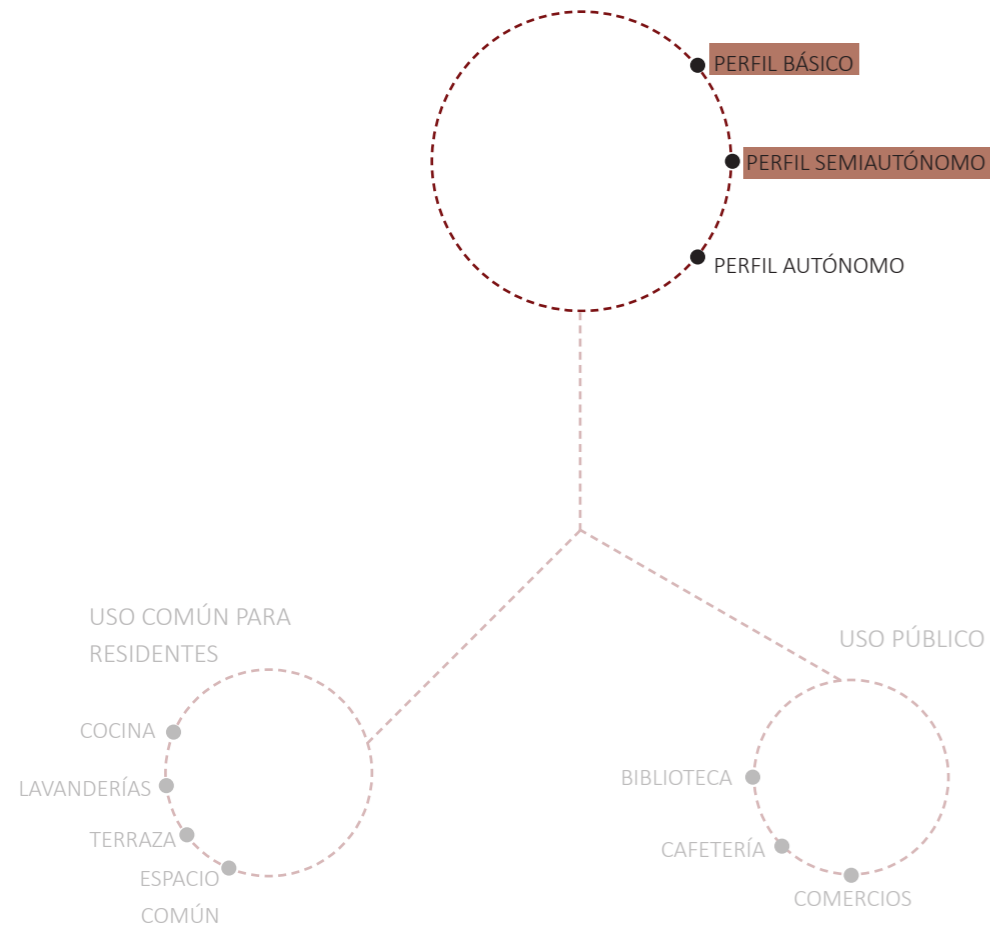 PERFIL BÁSICO
PERFIL SEMIAUTÓNOMO
PERFIL AUTÓNOMO
USO COMÚN PARA
RESIDENTES
COCINA
LAVANDERÍAS
TERRAZA
ESPACIO
COMÚN
USO PÚBLICO
BIBLIOTECA
CAFETERÍA
COMERCIOS